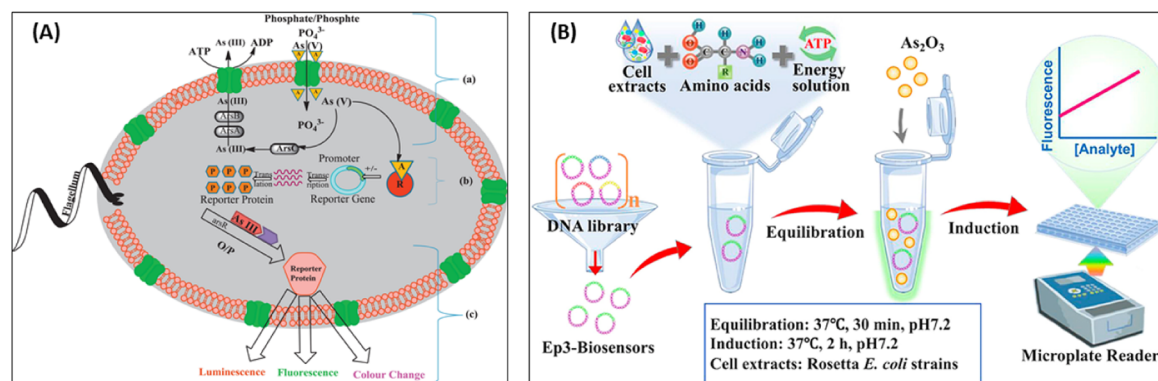 (A)
Phosphate/Phosphte
PO₄³⁻
ATP
As (III)
ADP
As (V)
A
A
(a)
As (III)
A
A
ArsB
ArsA
As (V)
PO₄³⁻
As (III)
ArsC
P P P
P P P
Trans
lation
Transc
ription
Promoter
+/-
A
R
(b)
Reporter Protein
Reporter Gene
Flagellum
As III
arsR
O/P
Reporter
Protein
(c)
Luminescence
Fluorescence
Colour Change
(B)
H
O
O
C
C
N
H
H
H
R
ATP
Cell
extracts
Amino acids
Energy
solution
As₂O₃
Fluorescence
[Analyte]
n
DNA library
Equilibration
Induction
Ep3-Biosensors
Equilibration: 37℃, 30 min, pH7.2
Induction: 37℃, 2 h, pH7.2
Cell extracts: Rosetta E. coli strains
Microplate Reader